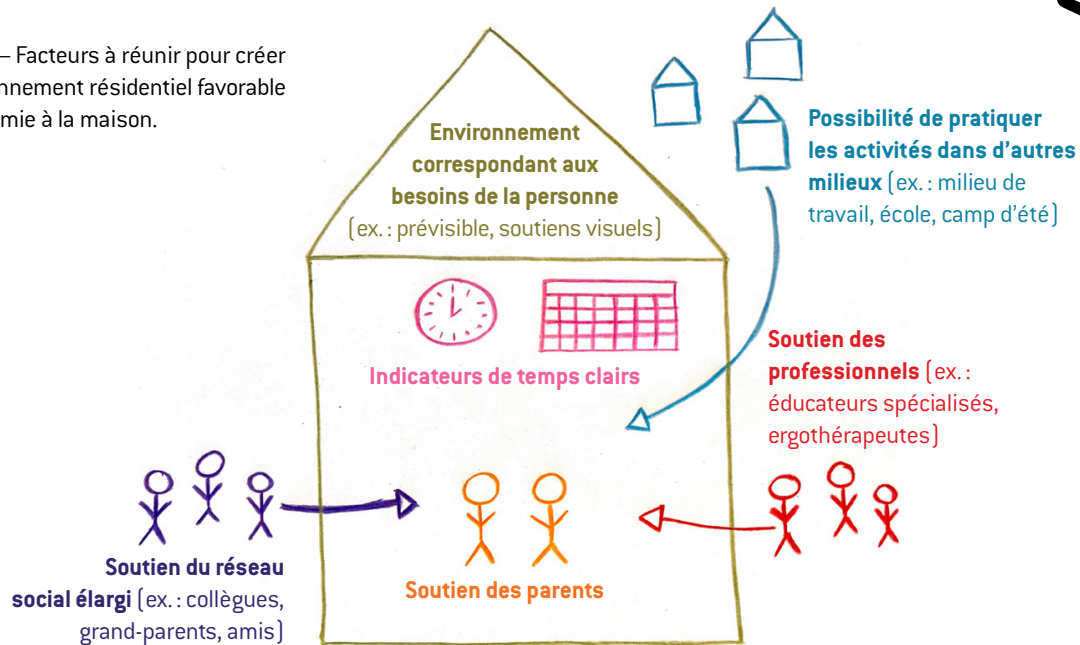 – Facteurs à réunir pour créer
nnement résidentiel favorable
mie à la maison.
Environnement
correspondant aux
besoins de la personne
(ex. : prévisible, soutiens visuels)
Possibilité de pratiquer
les activités dans d’autres
milieux (ex. : milieu de
travail, école, camp d’été)
Indicateurs de temps clairs
Soutien des
professionnels (ex. :
éducateurs spécialisés,
ergothérapeutes)
Soutien du réseau
social élargi (ex. : collègues,
grand-parents, amis)
Soutien des parents